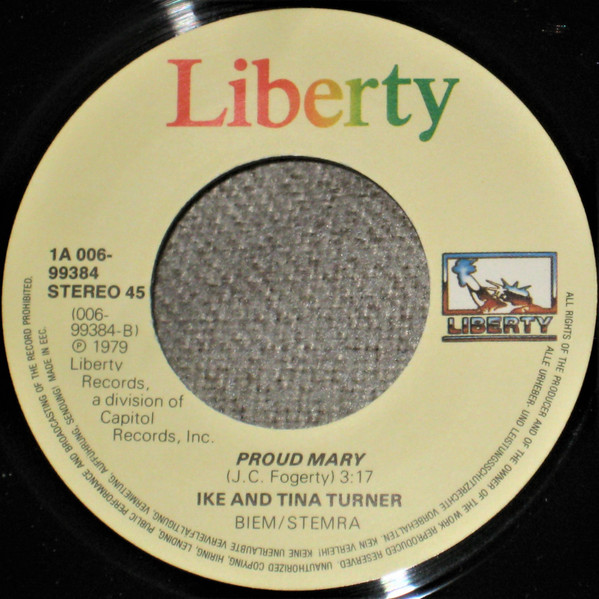 Liberty
1A 006-
99384
STEREO 45
(006-
99384-B)
℗ 1979
Liberty
Records,
a division of
Capitol
Records, Inc.
LIBERTY
PROUD MARY
(J.C. Fogerty) 3:17
IKE AND TINA TURNER
BIEM/STEMRA
ALL RIGHTS OF THE PRODUCER AND OF THE OWNER OF THE WORK REPRODUCED RESERVED. UNAUTHORIZED COPYING, HIRING, LENDING, PUBLIC PERFORMANCE AND BROADCASTING OF THE RECORD PROHIBITED.
ALLE URHEBER- UND LEISTUNGSSCHUTZRECHTE VORBEHALTEN. KEIN VERLEIH! KEINE UNERLAUBTE VERVIELFÄLTIGUNG, VERMIETUNG, AUFFÜHRUNG, SENDUNG! MADE IN EEC.